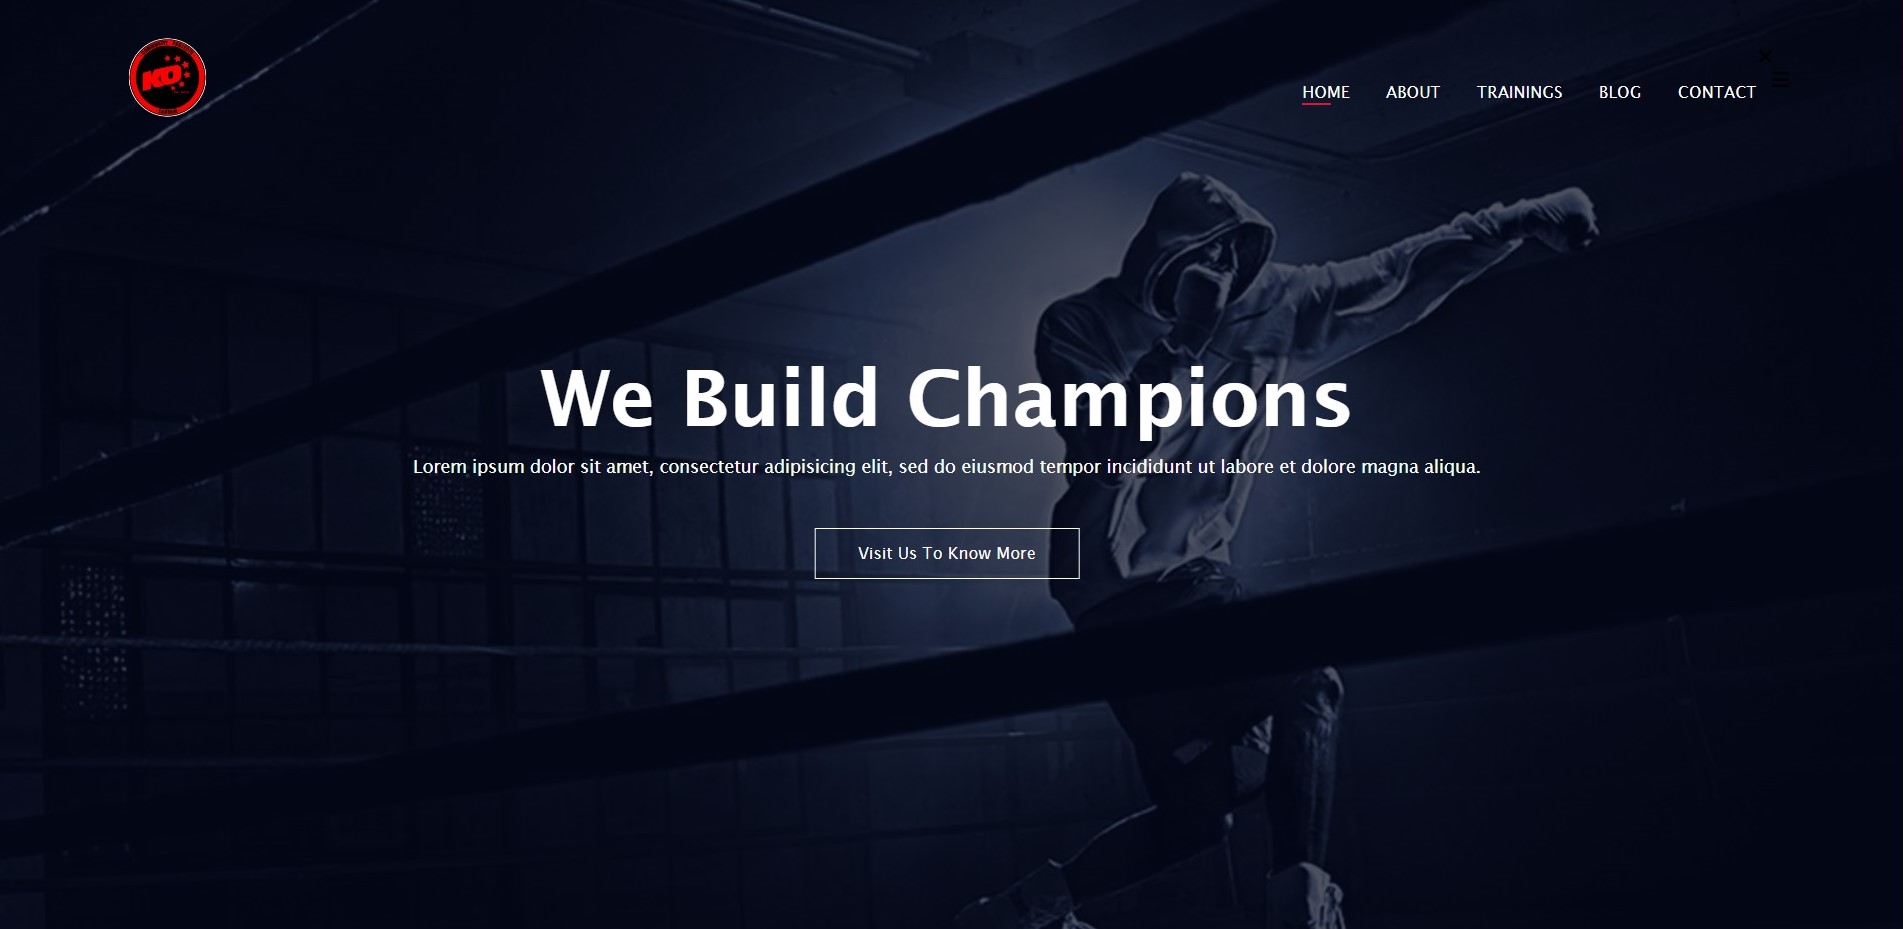 KO
HOME ABOUT TRAININGS BLOG CONTACT
We Build Champions
Lorem ipsum dolor sit amet, consectetur adipisicing elit, sed do eiusmod tempor incididunt ut labore et dolore magna aliqua.
Visit Us To Know More